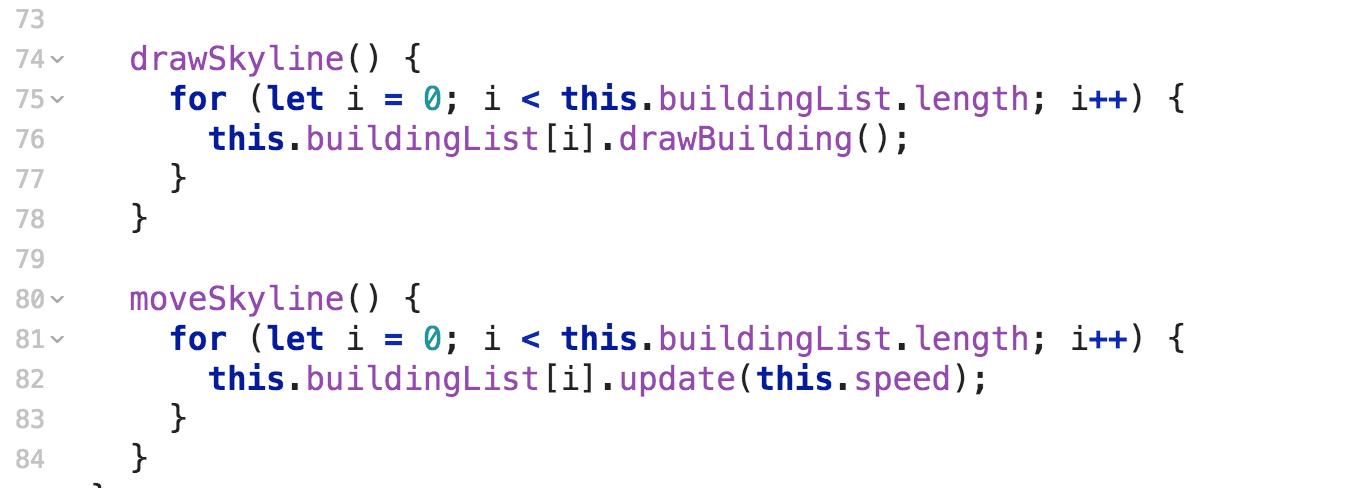 73
74 drawSkyline() {
75 for (let i = 0; i < this.buildingList.length; i++) {
76 this.buildingList[i].drawBuilding();
77 }
78 }
79
80 moveSkyline() {
81 for (let i = 0; i < this.buildingList.length; i++) {
82 this.buildingList[i].update(this.speed);
83 }
84 }